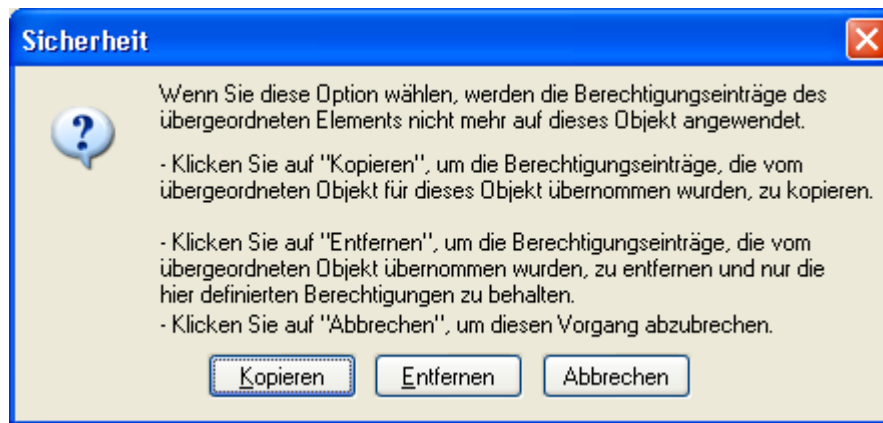 Sicherheit
Wenn Sie diese Option wählen, werden die Berechtigungseinträge des
übergeordneten Elements nicht mehr auf dieses Objekt angewendet.
- Klicken Sie auf "Kopieren", um die Berechtigungseinträge, die vom
übergeordneten Objekt für dieses Objekt übernommen wurden, zu kopieren.
- Klicken Sie auf "Entfernen", um die Berechtigungseinträge, die vom
übergeordneten Objekt übernommen wurden, zu entfernen und nur die
hier definierten Berechtigungen zu behalten.
- Klicken Sie auf "Abbrechen", um diesen Vorgang abzubrechen.
Kopieren Entfernen Abbrechen